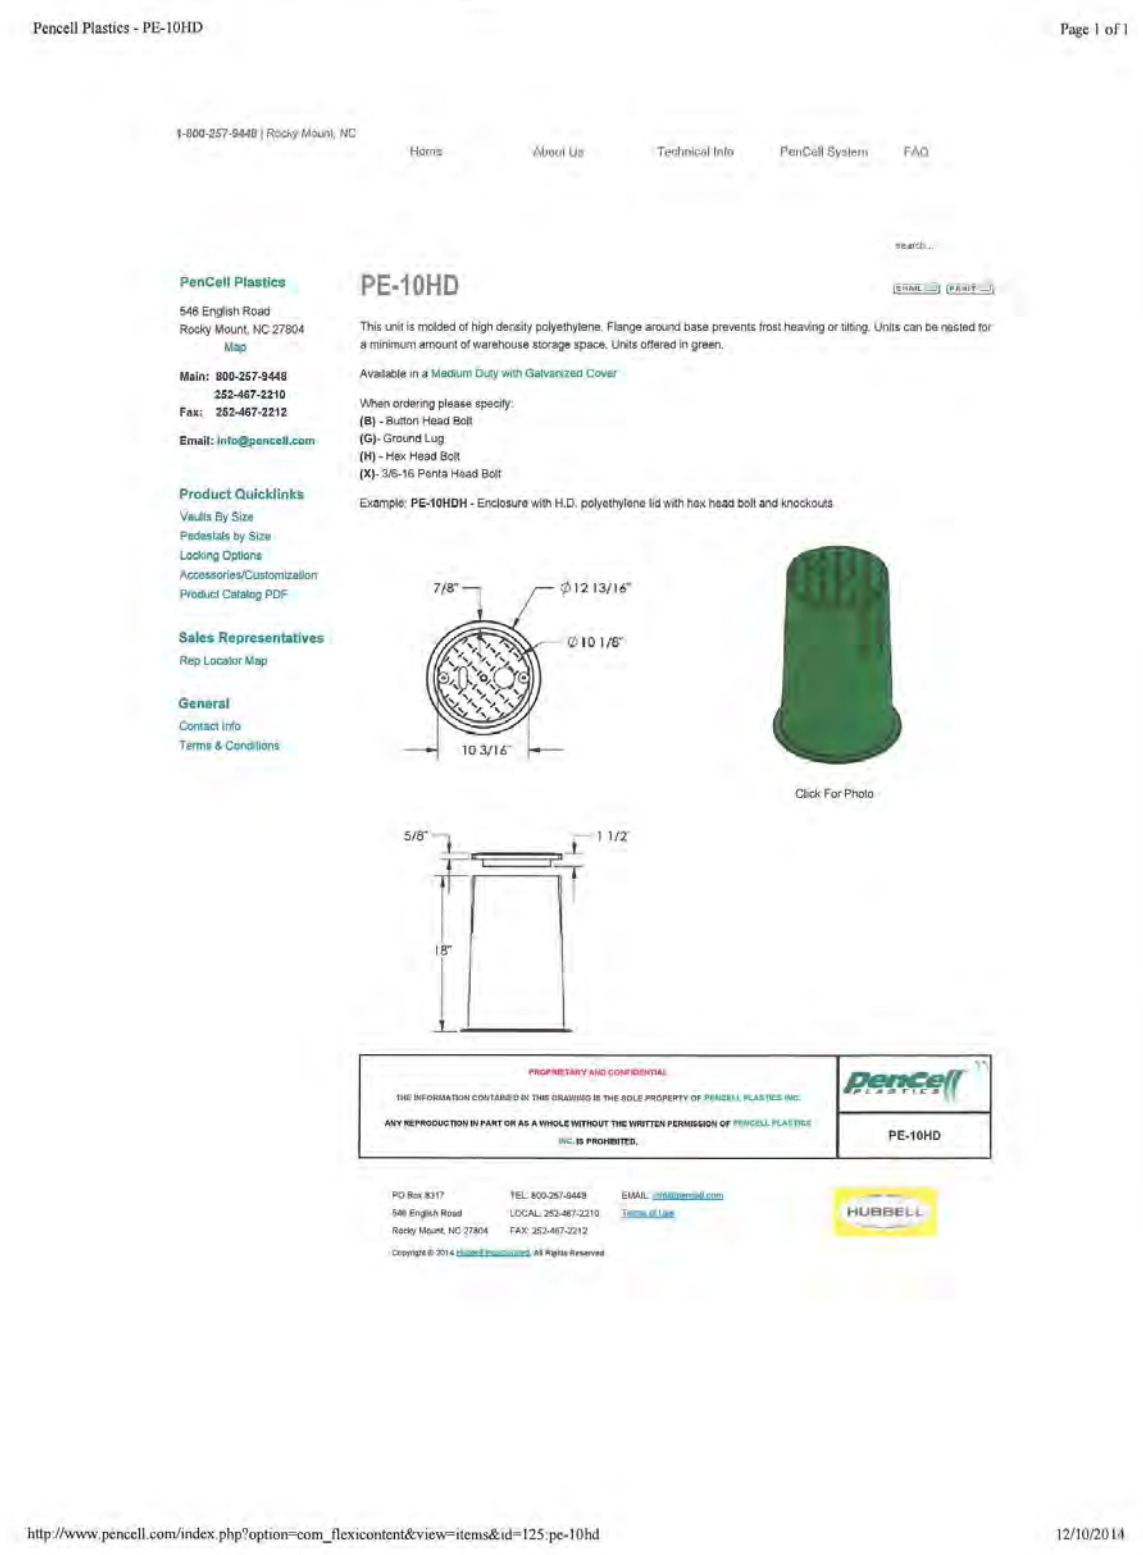 Pencell Plastics - PE-10HD
Page 1 of 1
1-800-257-9448 | Rocky Mount, NC
Home
About Us
Technical Info
PenCell System
FAQ
search...
PenCell Plastics
546 English Road
Rocky Mount, NC 27804
Map
Main: 800-257-9448
252-467-2210
Fax: 252-467-2212
Email: info@pencell.com
Product Quicklinks
Vaults By Size
Pedestals by Size
Locking Options
Accessories/Customization
Product Catalog PDF
Sales Representatives
Rep Locator Map
General
Contact Info
Terms & Conditions
PE-10HD
EMAIL
PRINT
This unit is molded of high density polyethylene. Flange around base prevents frost heaving or tilting. Units can be nested for
a minimum amount of warehouse storage space. Units offered in green.
Available in a Medium Duty with Galvanized Cover
When ordering please specify:
(B) - Button Head Bolt
(G)- Ground Lug
(H) - Hex Head Bolt
(X)- 3/6-16 Penta Head Bolt
Example: PE-10HDH - Enclosure with H.D. polyethylene lid with hex head bolt and knockouts
7/8"
Ø12 13/16"
Ø 10 1/8"
10 3/16"
Click For Photo
5/8"
1 1/2"
18"
PROPRIETARY AND CONFIDENTIAL
THE INFORMATION CONTAINED IN THIS DRAWING IS THE SOLE PROPERTY OF PENCELL PLASTICS INC.
ANY REPRODUCTION IN PART OR AS A WHOLE WITHOUT THE WRITTEN PERMISSION OF PENCELL PLASTICS
INC. IS PROHIBITED.
PenCell
PLASTICS
PE-10HD
PO Box 8317
546 English Road
Rocky Mount, NC 27804
TEL: 800-257-9448
LOCAL: 252-467-2210
FAX: 252-467-2212
EMAIL: info@pencell.com
Terms of Use
HUBBELL
Copyright © 2014 Hubbell Incorporated. All Rights Reserved
http://www.pencell.com/index.php?option=com_flexicontent&view=items&id=125:pe-10hd
12/10/2014